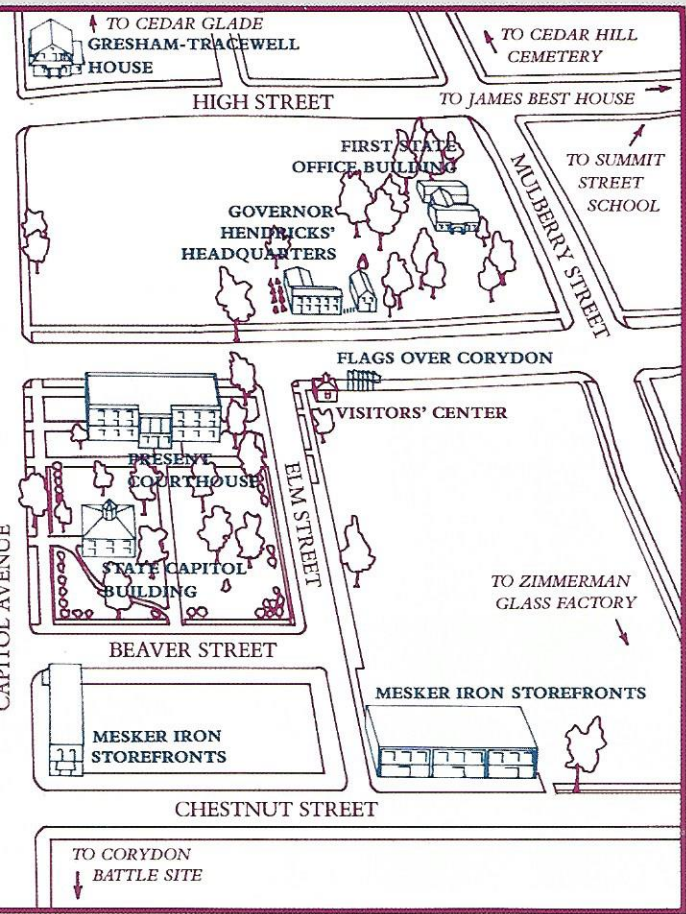 TO CEDAR GLADE
GRESHAM-TRACEWELL
HOUSE
TO CEDAR HILL
CEMETERY
HIGH STREET
TO JAMES BEST HOUSE
FIRST STATE
OFFICE BUILDING
MULBERRY STREET
TO SUMMIT
STREET
SCHOOL
GOVERNOR
HENDRICKS'
HEADQUARTERS
FLAGS OVER CORYDON
VISITORS' CENTER
PRESENT
COURTHOUSE
ELM STREET
STATE CAPITOL
BUILDING
CAPITOL AVENUE
TO ZIMMERMAN
GLASS FACTORY
BEAVER STREET
MESKER IRON STOREFRONTS
MESKER IRON
STOREFRONTS
CHESTNUT STREET
TO CORYDON
BATTLE SITE